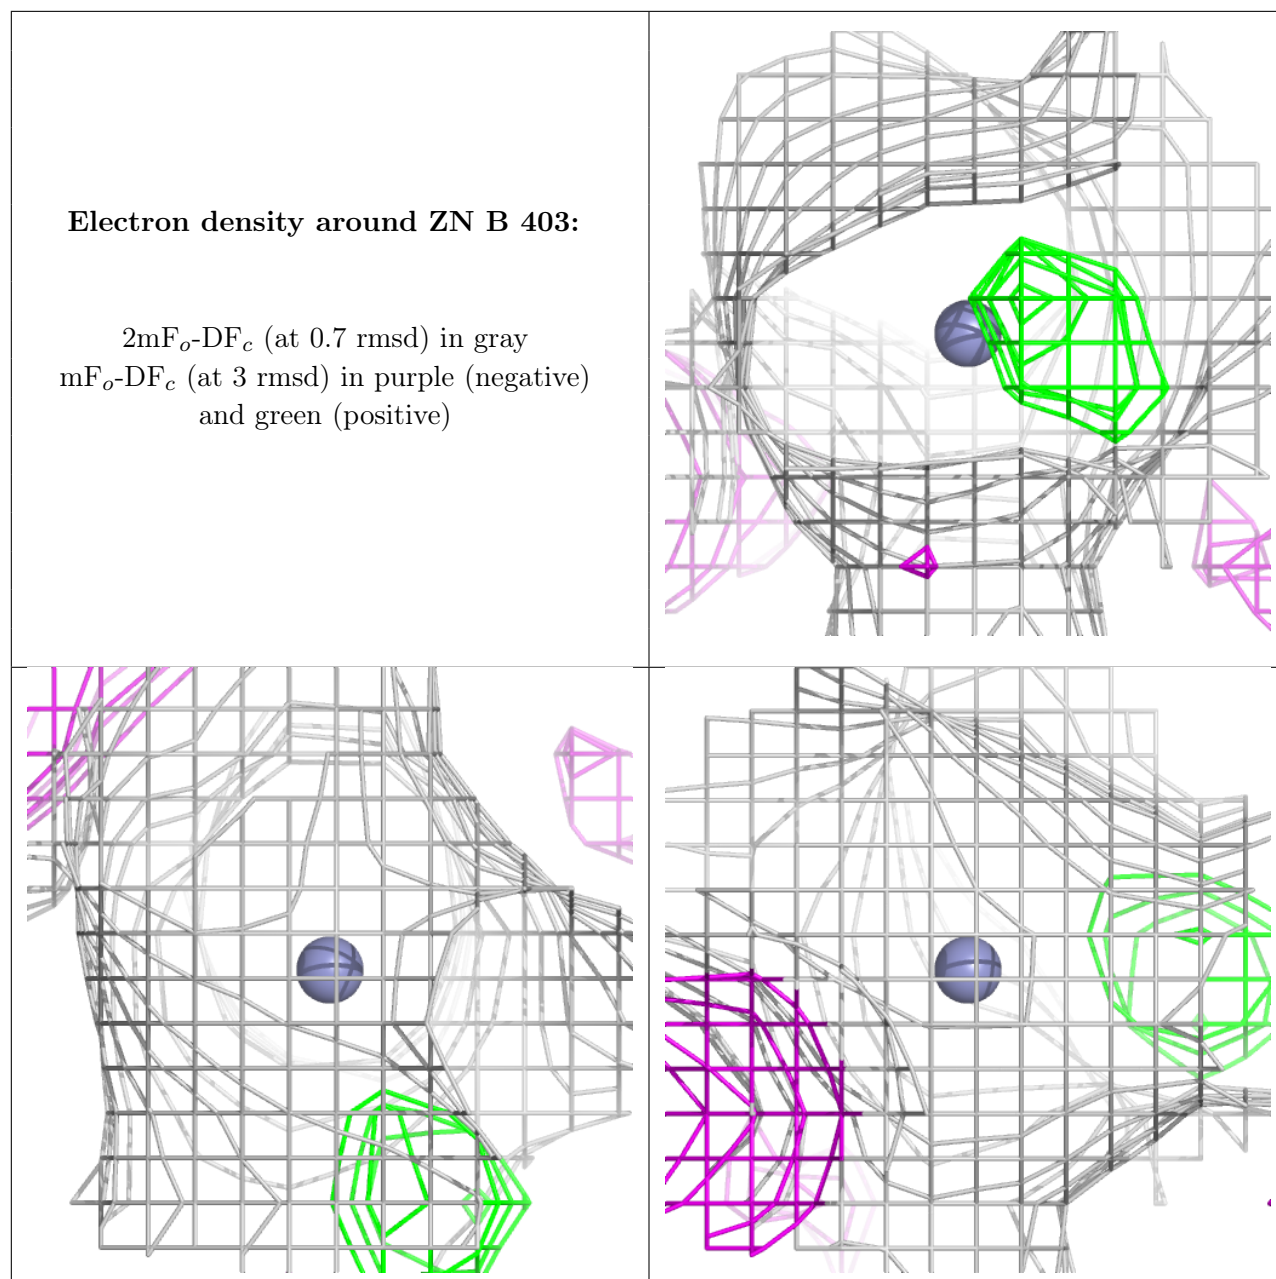 Electron density around ZN B 403:
2mFo-DFc (at 0.7 rmsd) in gray
mFo-DFc (at 3 rmsd) in purple (negative)
and green (positive)